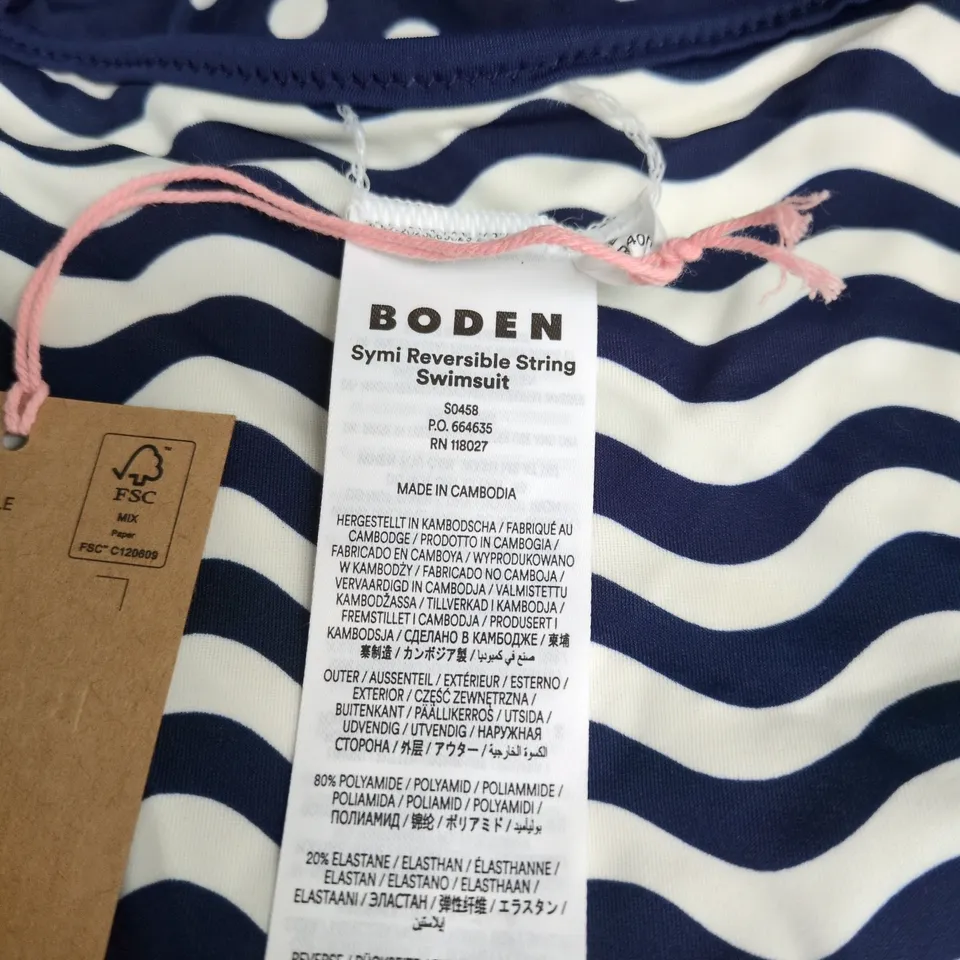 BODEN
Symi Reversible String
Swimsuit
S0458
P.O. 664635
RN 118027
MADE IN CAMBODIA
HERGESTELLT IN KAMBODSCHA / FABRIQUÉ AU
CAMBODGE / PRODOTTO IN CAMBOGIA /
FABRICADO EN CAMBOYA / WYPRODUKOWANO
W KAMBODŻY / FABRICADO NO CAMBOJA /
VERVAARDIGD IN CAMBODJA / VALMISTETTU
KAMBODŽASSA / TILLVERKAD I KAMBODJA /
FREMSTILLET I CAMBODJA / PRODUSERT I
KAMBODSJA / СДЕЛАНО В КАМБОДЖЕ / 柬埔
寨制造 / カンボジア製 / صنع في كمبوديا
OUTER / AUSSENTEIL / EXTÉRIEUR / ESTERNO /
EXTERIOR / CZĘŚĆ ZEWNĘTRZNA /
BUITENKANT / PÄÄLLIKERROS / UTSIDA /
UDVENDIG / UTVENDIG / НАРУЖНАЯ
СТОРОНА / 外层 / アウター / الكسوة الخارجية
80% POLYAMIDE / POLYAMID / POLIAMMIDE /
POLIAMIDA / POLIAMID / POLYAMIDI /
ПОЛИАМИД / 锦纶 / ポリアミド / بوليأميد
20% ELASTANE / ELASTHAN / ÉLASTHANNE /
ELASTAN / ELASTANO / ELASTHAAN /
ELASTAANI / ЭЛАСТАН / 弹性纤维 / エラスタン /
إيلاستين
REVERSE / RÜCKSEITE /
LE
FSC
MIX
Paper
FSC™ C120609